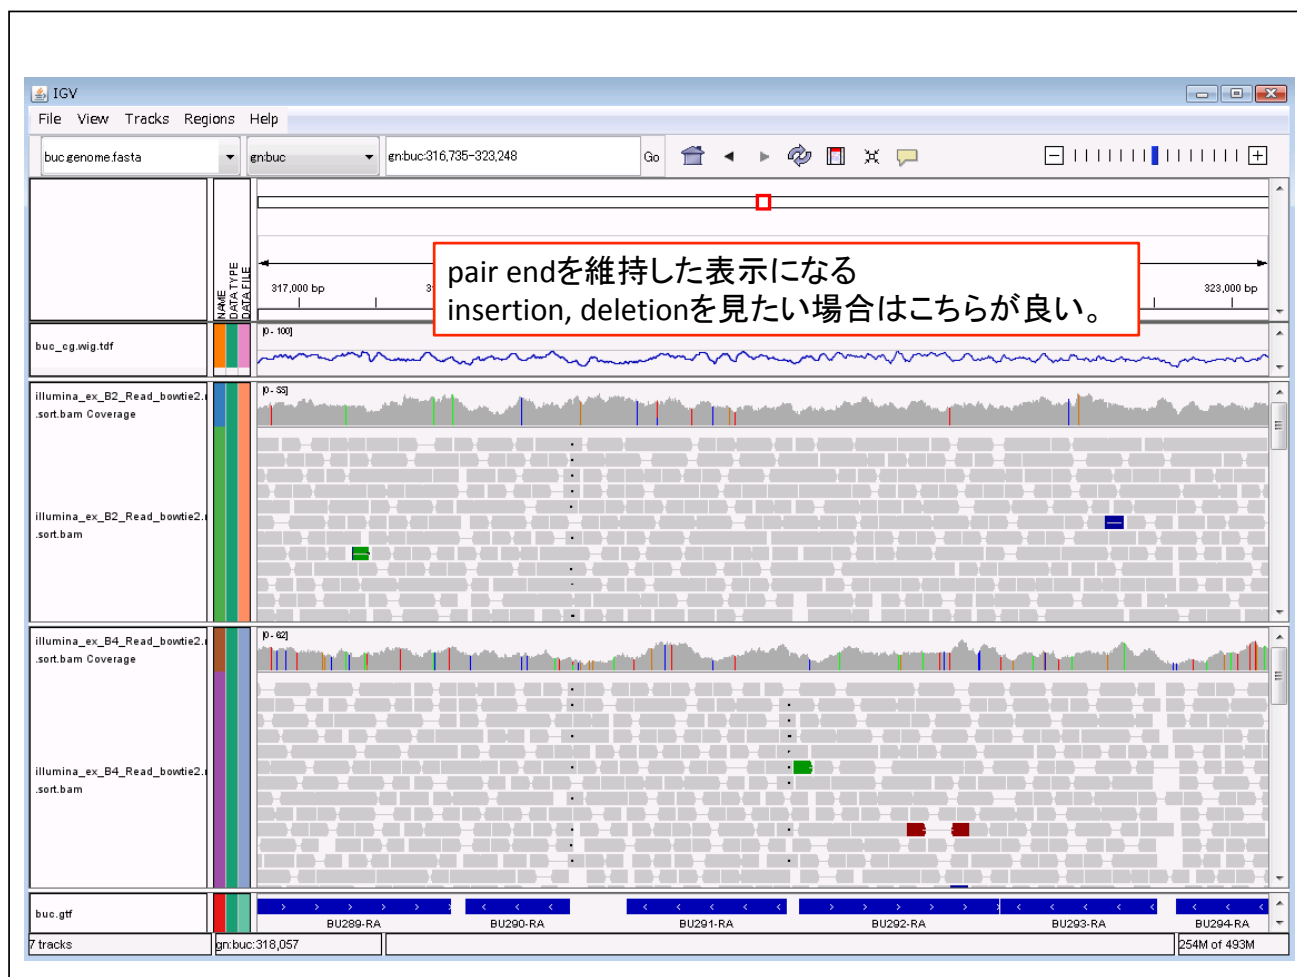 IGV
File View Tracks Regions Help
buc.genome.fasta
gn:buc
gn:buc:316,735-323,248
Go
NAME
DATA TYPE
DATA FILE
317,000 bp
323,000 bp
pair endを維持した表示になる
insertion, deletionを見たい場合はこちらが良い。
buc_cg.wig.tdf
[0 - 100]
illumina_ex_B2_Read_bowtie2.
.sort.bam Coverage
[0 - 55]
illumina_ex_B2_Read_bowtie2.
.sort.bam
illumina_ex_B4_Read_bowtie2.
.sort.bam Coverage
[0 - 62]
illumina_ex_B4_Read_bowtie2.
.sort.bam
buc.gtf
BU289-RA
BU290-RA
BU291-RA
BU292-RA
BU293-RA
BU294-RA
7 tracks
gn:buc:318,057
254M of 493M